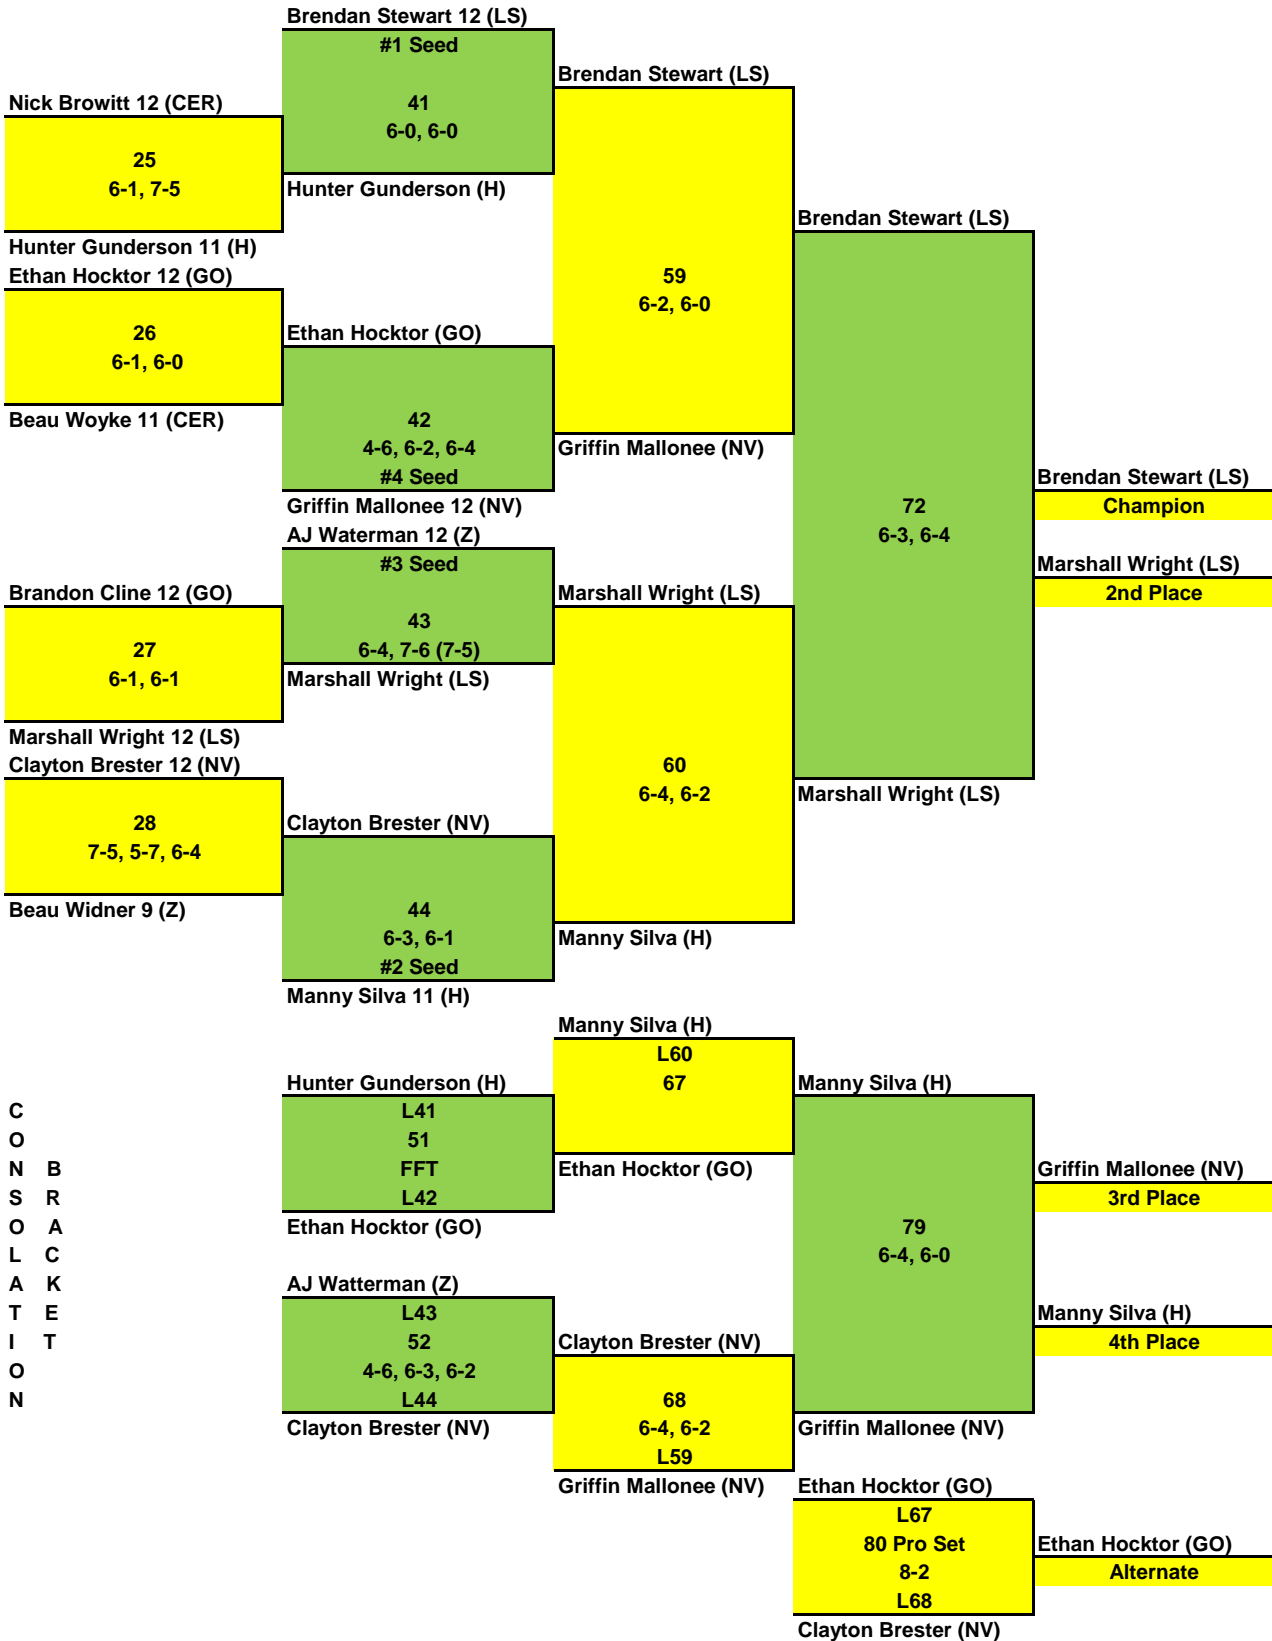 Brendan Stewart 12 (LS)
#1 Seed
Brendan Stewart (LS)
Nick Browitt 12 (CER)
41
6-0, 6-0
25
6-1, 7-5
Hunter Gunderson (H)
Brendan Stewart (LS)
Hunter Gunderson 11 (H)
Ethan Hocktor 12 (GO)
59
6-2, 6-0
26
6-1, 6-0
Ethan Hocktor (GO)
Beau Woyke 11 (CER)
42
4-6, 6-2, 6-4
#4 Seed
Griffin Mallonee (NV)
Griffin Mallonee 12 (NV)
Brendan Stewart (LS)
Champion
72
6-3, 6-4
AJ Waterman 12 (Z)
#3 Seed
Marshall Wright (LS)
2nd Place
Brandon Cline 12 (GO)
Marshall Wright (LS)
43
6-4, 7-6 (7-5)
27
6-1, 6-1
Marshall Wright (LS)
Marshall Wright 12 (LS)
Clayton Brester 12 (NV)
60
6-4, 6-2
Marshall Wright (LS)
28
7-5, 5-7, 6-4
Clayton Brester (NV)
Beau Widner 9 (Z)
44
6-3, 6-1
#2 Seed
Manny Silva (H)
Manny Silva 11 (H)
Manny Silva (H)
L60
67
Hunter Gunderson (H)
Manny Silva (H)
L41
51
FFT
L42
Ethan Hocktor (GO)
Ethan Hocktor (GO)
Griffin Mallonee (NV)
3rd Place
79
6-4, 6-0
CONSOLATION
BRACKET
AJ Watterman (Z)
L43
52
4-6, 6-3, 6-2
L44
Clayton Brester (NV)
Clayton Brester (NV)
Manny Silva (H)
4th Place
68
6-4, 6-2
L59
Griffin Mallonee (NV)
Griffin Mallonee (NV)
Ethan Hocktor (GO)
L67
80 Pro Set
8-2
L68
Ethan Hocktor (GO)
Alternate
Clayton Brester (NV)